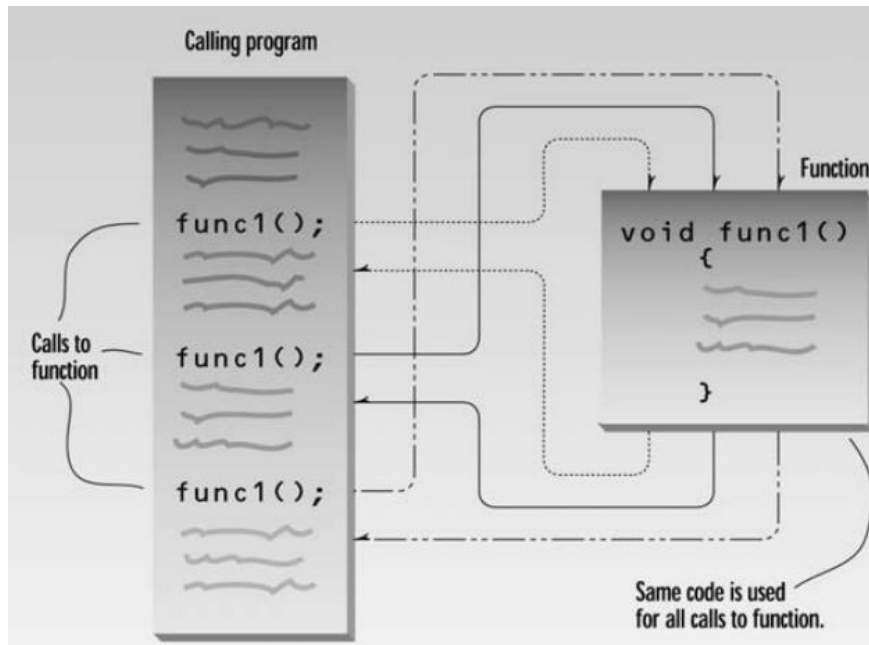 Calling program
Function
func1();
void func1()
{
Calls to
function
func1();
}
func1();
Same code is used
for all calls to function.